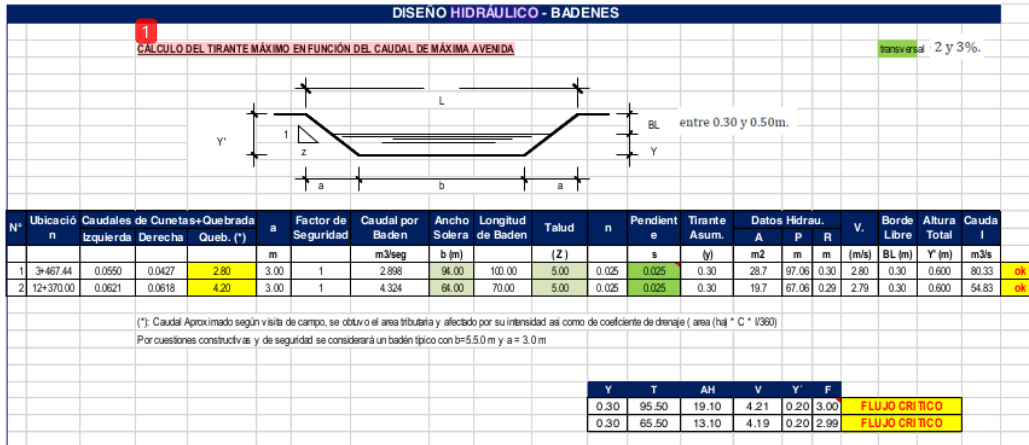 DISEÑO HIDRÁULICO - BADENES
1
CALCULO DEL TIRANTE MÁXIMO EN FUNCIÓN DEL CAUDAL DE MÁXIMA AVENIDA
transversal 2 y 3%.
L
BL entre 0.30 y 0.50m.
Y'
1
z
Y
a b a
N° Ubicació n Caudales de Cunetas+Quebrada a Factor de Seguridad Caudal por Baden Ancho Solera Longitud de Baden Talud n Pendient e Tirante Asum. Datos Hidrau. V. Borde Libre Altura Total Cauda l
Izquierda Derecha Queb. (*) A P R
m m3/seg b (m) (Z) s (y) m2 m m (m/s) BL (m) Y' (m) m3/s
1 3+467.44 0.0550 0.0427 2.80 3.00 1 2.898 94.00 100.00 5.00 0.025 0.025 0.30 28.7 97.06 0.30 2.80 0.30 0.600 80.33 ok
2 12+370.00 0.0621 0.0618 4.20 3.00 1 4.324 64.00 70.00 5.00 0.025 0.025 0.30 19.7 67.06 0.29 2.79 0.30 0.600 54.83 ok
(*): Caudal Aproximado según visita de campo, se obtuvo el area tributaria y afectado por su intensidad asi como de coeficiente de drenaje ( area (ha) * C * I/360)
Por cuestiones constructivas y de seguridad se considerará un badén típico con b=5.5.0 m y a = 3.0 m
Y T AH V Y´ F
0.30 95.50 19.10 4.21 0.20 3.00 FLUJO CRITICO
0.30 65.50 13.10 4.19 0.20 2.99 FLUJO CRITICO